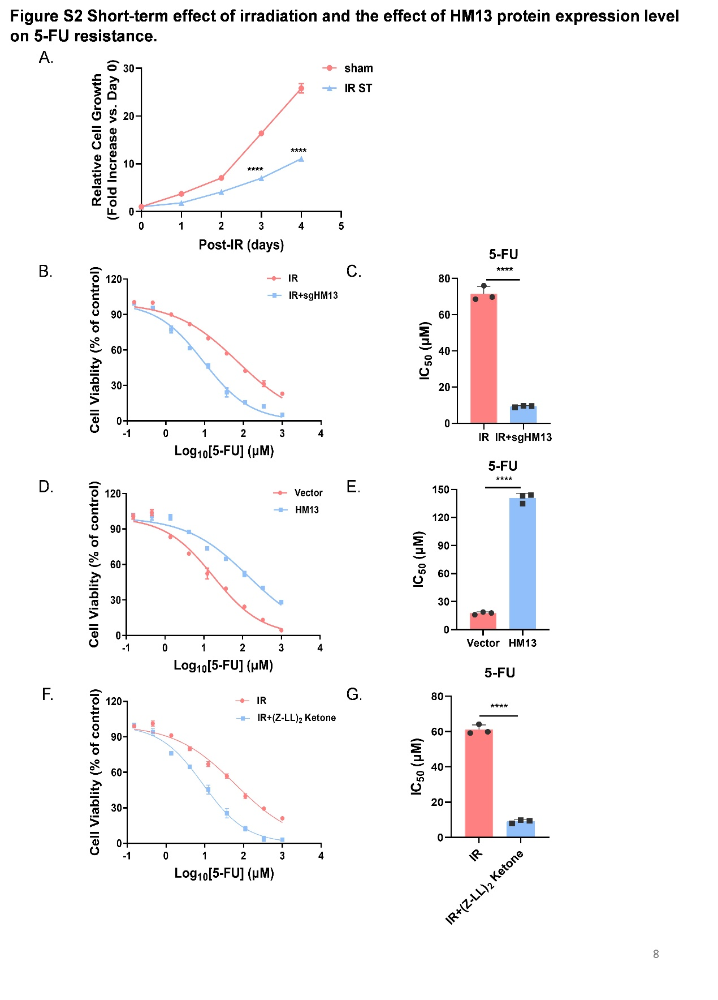 Figure S2 Short-term effect of irradiation and the effect of HM13 protein expression level
on 5-FU resistance.
A.
Relative Cell Growth
(Fold Increase vs. Day 0)
30
20
10
0
0 1 2 3 4 5
Post-IR (days)
sham
IR ST
****
****
B.
Cell Viablity (% of control)
120
90
60
30
0
-1 0 1 2 3 4
Log10[5-FU] (μM)
IR
IR+sgHM13
C.
5-FU
****
IC50 (μM)
80
60
40
20
0
IR IR+sgHM13
D.
Cell Viablity (% of control)
120
90
60
30
0
-1 0 1 2 3 4
Log10[5-FU] (μM)
Vector
HM13
E.
5-FU
****
IC50 (μM)
150
120
90
60
30
0
Vector HM13
F.
Cell Viablity (% of control)
120
90
60
30
0
-1 0 1 2 3 4
Log10[5-FU] (μM)
IR
IR+(Z-LL)2 Ketone
G.
5-FU
****
IC50 (μM)
80
60
40
20
0
IR
IR+(Z-LL)2 Ketone
8